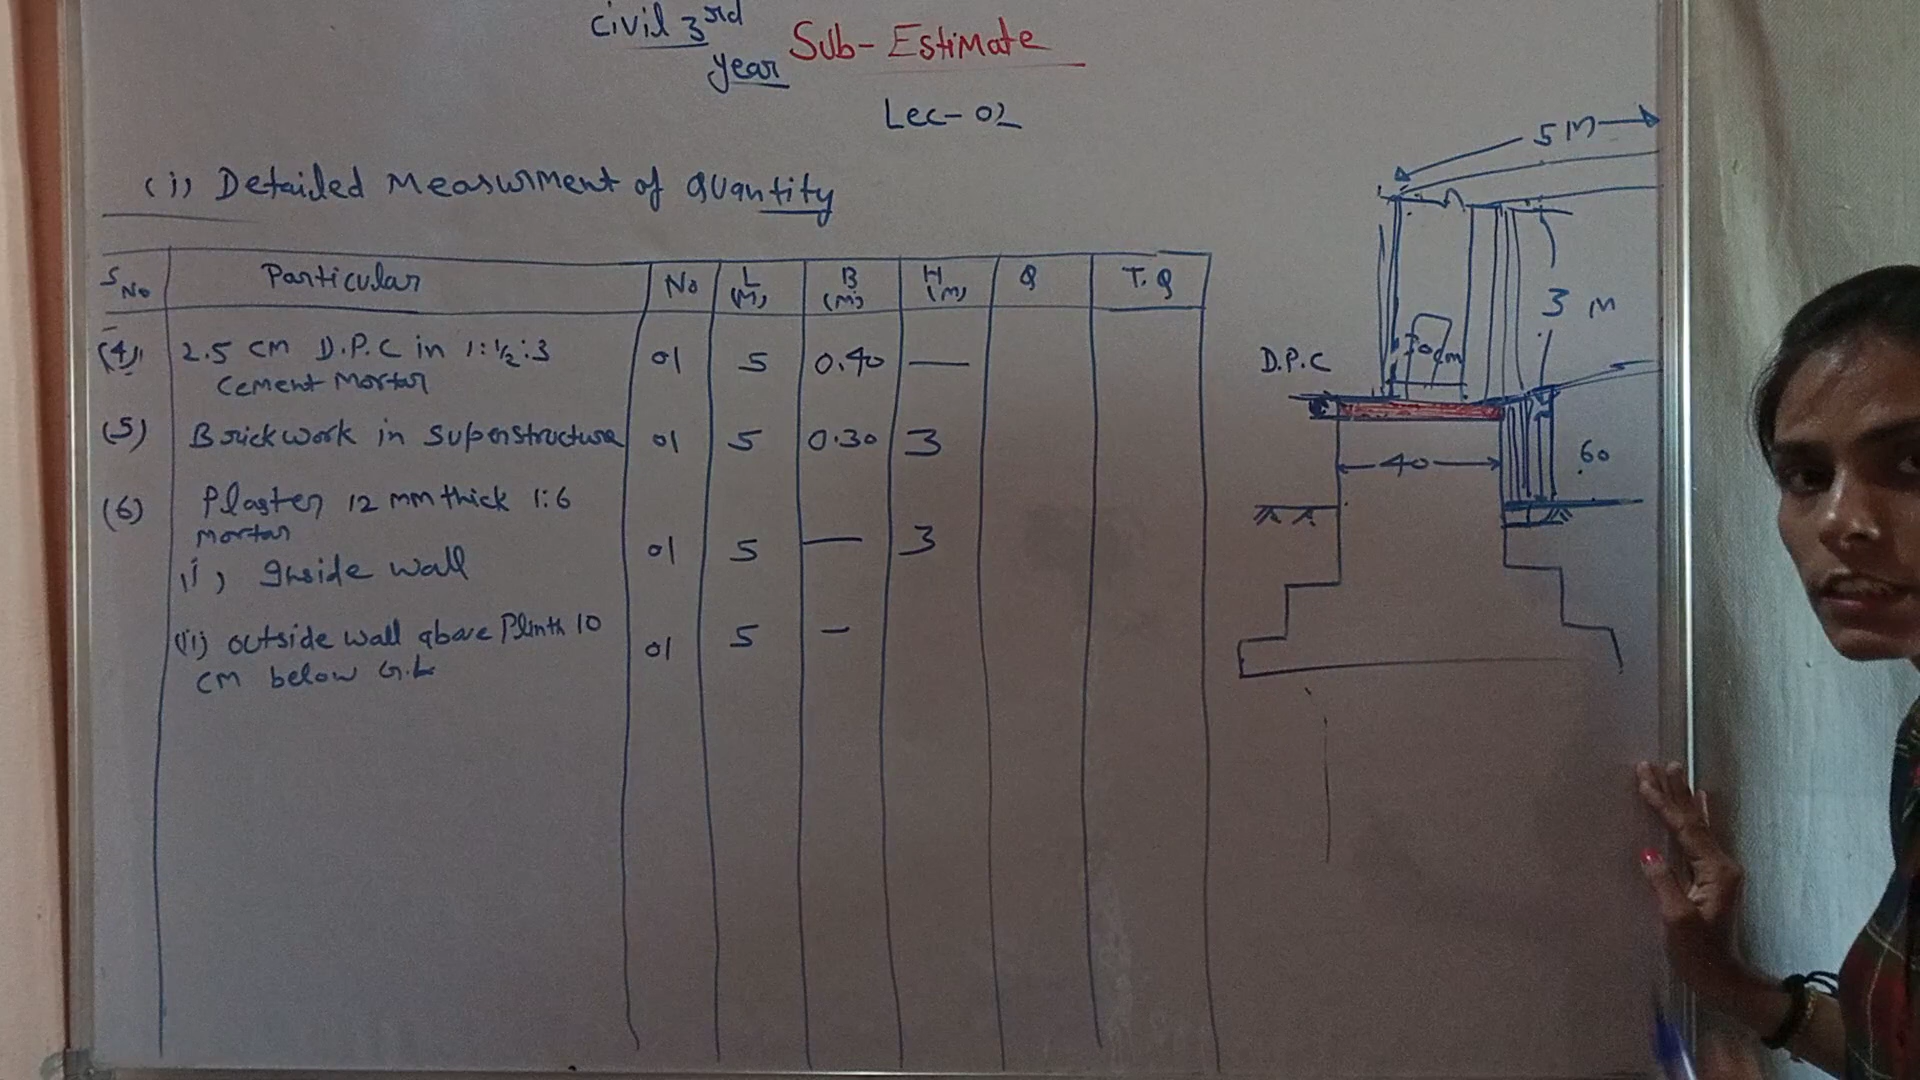 Civil 3rd
year
Sub-Estimate
Lec-02
(i) Detailed Measurment of Quantity
S No Particular No L (M) B (m) H (m) Q T.Q
(4) 2.5 cm D.P.C in 1:1/2:3 01 5 0.40 —
Cement Mortar
(5) Brickwork in Superstructure 01 5 0.30 3
(6) Plaster 12 mm thick 1:6
mortar
(i) Inside wall 01 5 — 3
(ii) outside wall above Plinth 10 01 5 —
cm below G.L
5 M
3 M
D.P.C
40
60